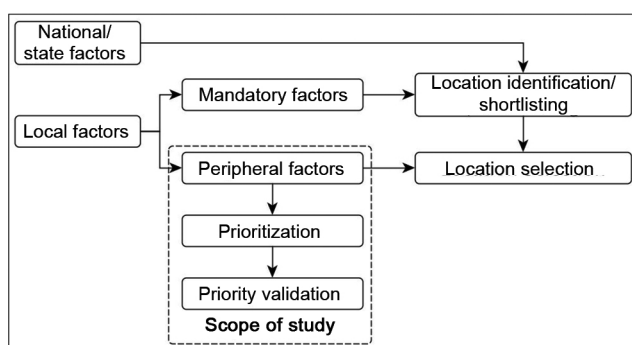 National/
state factors
Mandatory factors
Location identification/
shortlisting
Local factors
Peripheral factors
Location selection
Prioritization
Priority validation
Scope of study